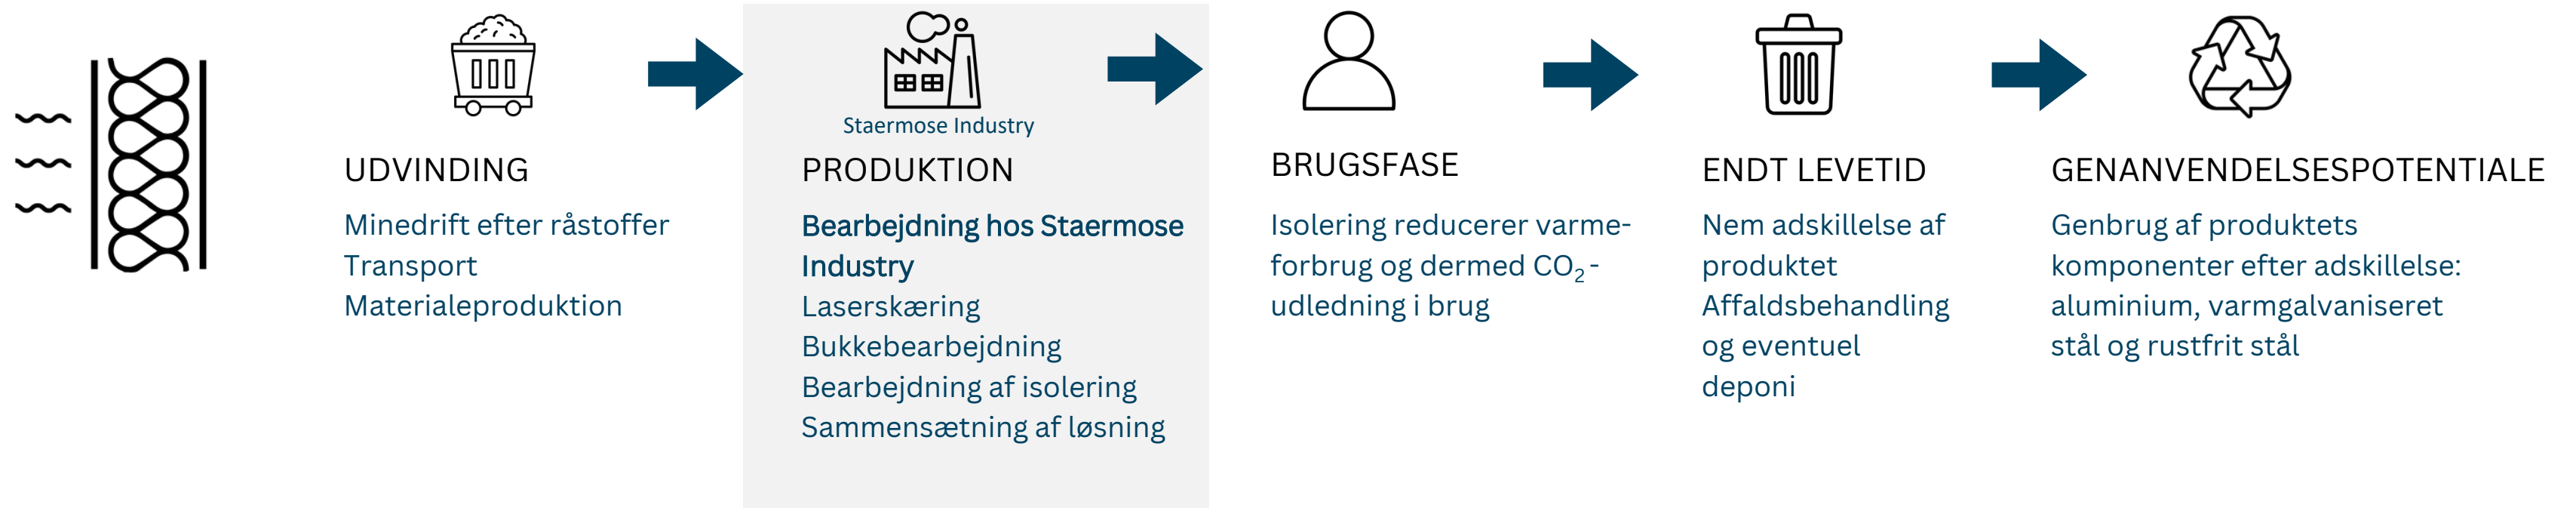 UDVINDING
Minedrift efter råstoffer
Transport
Materialeproduktion
Staermose Industry
PRODUKTION
Bearbejdning hos Staermose
Industry
Laserskæring
Bukkebearbejdning
Bearbejdning af isolering
Sammensætning af løsning
BRUGSFASE
Isolering reducerer varme-
forbrug og dermed CO₂-
udledning i brug
ENDT LEVETID
Nem adskillelse af
produktet
Affaldsbehandling
og eventuel
deponi
GENANVENDELSESPOTENTIALE
Genbrug af produktets
komponenter efter adskillelse:
aluminium, varmgalvaniseret
stål og rustfrit stål